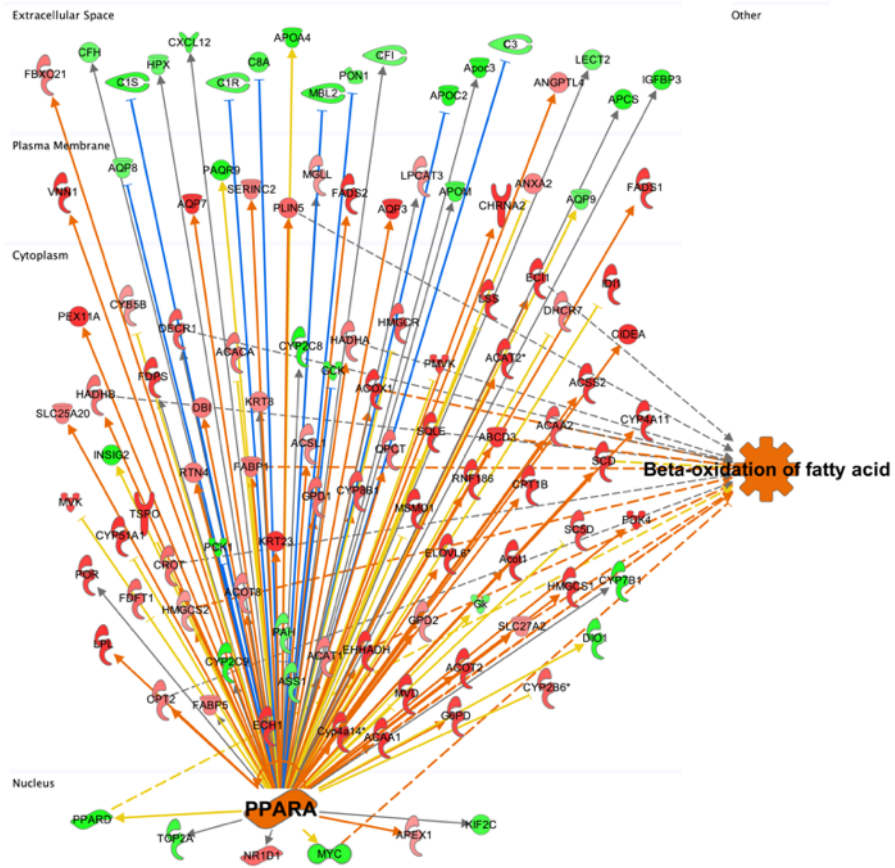 Extracellular Space
Other
CXCL12
APOA4
CFH
HPX
C8A
CFI
C3
FBXO21
C1S
C1R
PON1
Apoc3
LECT2
MBL2
APOC2
ANGPTL4
IGFBP3
APCS
Plasma Membrane
AQP8
PAQR9
MGLL
LPCAT3
ANXA2
VNN1
SERINC2
FADS2
APOM
FADS1
AQP7
PLIN5
AQP3
CHRNA2
AQP9
Cytoplasm
ECI1
LSS
IDI1
CYB5B
DHCR7
PEX11A
DECR1
HMGCR
CIDEA
CYP2C8
HADHA
ACACA
ACAT2*
GCK
PMVK
FDPS
ACOX1
ACSS2
HADHB
DBI
KRT8
SLC25A20
CYP4A11
ACSL1
SQLE
ABCD3
ACAA2
INSIG2
QPCT
RTN4
FABP1
SCD
Beta-oxidation of fatty acid
RNF186
GPD1
CYP8B1
CPT1B
MVK
TSPO
MSMO1
PDK4
CYP51A1
SC5D
PCK1
KRT23
CROT
ELOVL6*
Acot1
POR
CYP7B1
FDFT1
ACOT8
HMGCS1
HMGCS2
Gk
GPD2
SLC27A2
PAH
DIO1
LPL
EHHADH
CYP2C9
ACAT1
ACOT2
ASS1
CYP2B6*
CPT2
MVD
FABP5
G6PD
ECH1
Cyp4a14*
ACAA1
Nucleus
PPARA
PPARD
KIF2C
TOP2A
APEX1
NR1D1
MYC